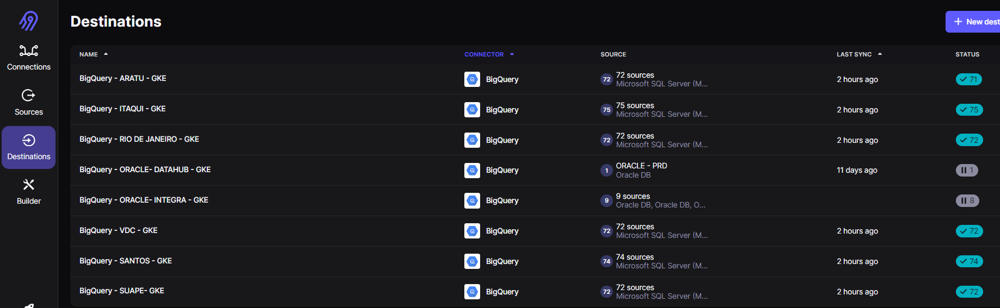 Destinations
+ New dest
Connections
Sources
Destinations
Builder
NAME CONNECTOR SOURCE LAST SYNC STATUS
BigQuery - ARATU - GKE BigQuery 72 72 sources 2 hours ago 71
Microsoft SQL Server (M...
BigQuery - ITAQUI - GKE BigQuery 75 75 sources 2 hours ago 75
Microsoft SQL Server (M...
BigQuery - RIO DE JANEIRO - GKE BigQuery 72 72 sources 2 hours ago 72
Microsoft SQL Server (M...
BigQuery - ORACLE- DATAHUB - GKE BigQuery 1 ORACLE - PRD 11 days ago 1
Oracle DB
BigQuery - ORACLE- INTEGRA - GKE BigQuery 9 9 sources 8
Oracle DB, Oracle DB, O...
BigQuery - VDC - GKE BigQuery 72 72 sources 2 hours ago 72
Microsoft SQL Server (M...
BigQuery - SANTOS - GKE BigQuery 74 74 sources 2 hours ago 74
Microsoft SQL Server (M...
BigQuery - SUAPE- GKE BigQuery 72 72 sources 2 hours ago 72
Microsoft SQL Server (M...